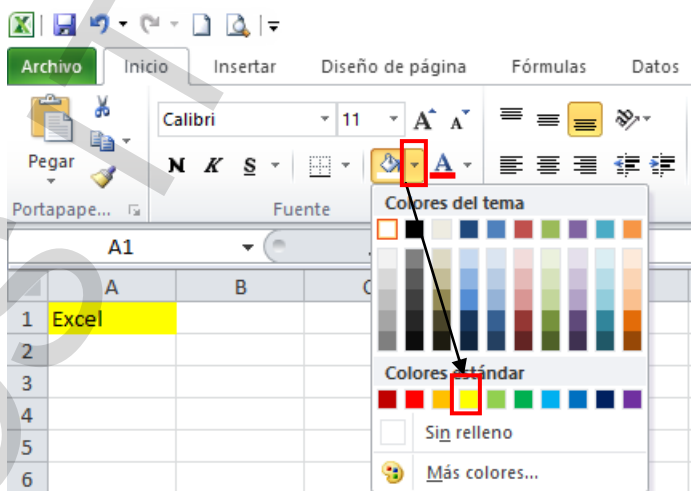 Archivo Inicio Insertar Diseño de página Fórmulas Datos
Calibri 11 A A
Pegar N K S A
Portapape... Fuente
Colores del tema
A1
A B
1 Excel
2
3
4
5
6
Colores estándar
Sin relleno
Más colores...